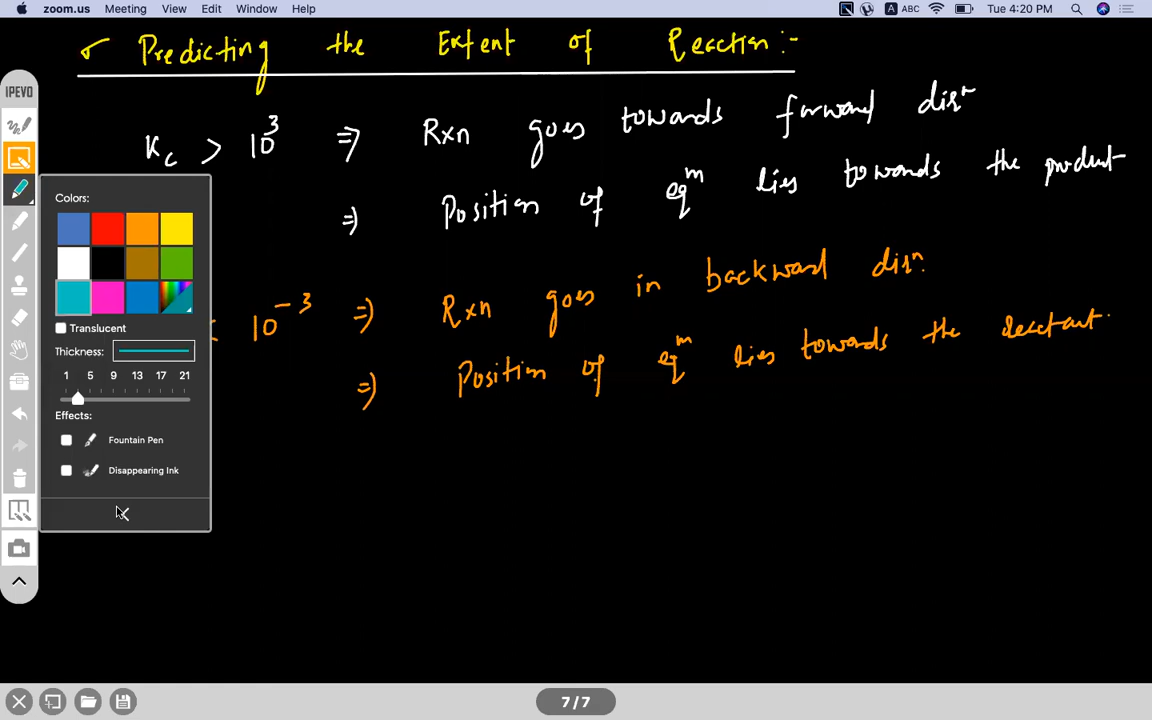 zoom.us Meeting View Edit Window Help ABC Tue 4:20 PM
Predicting the Extent of Reaction:-
IPEVO
Kc > 10^3 ⇒ Rxn goes towards forward dirⁿ
⇒ Position of eq^m lies towards the product
Colors:
10^-3 ⇒ Rxn goes in backward dirⁿ.
Translucent
Thickness:
1 5 9 13 17 21
⇒ Position of eq^m lies towards the reactant.
Effects:
Fountain Pen
Disappearing Ink
7/7